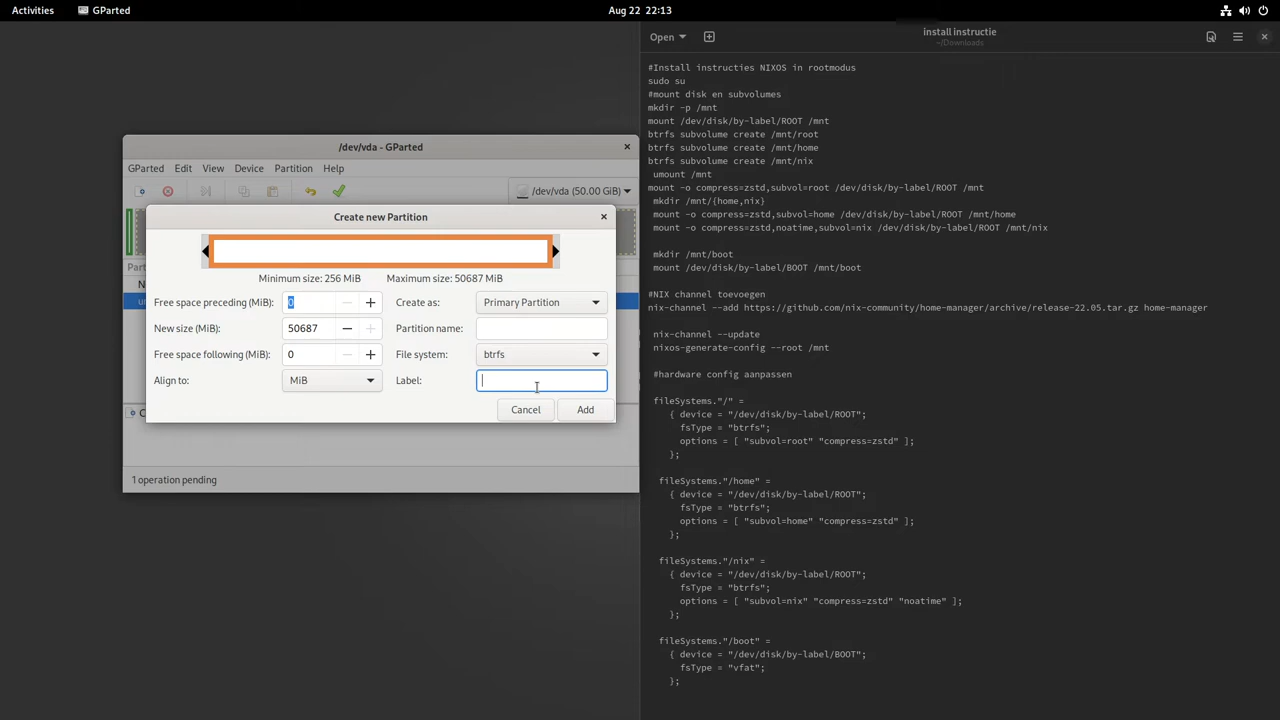 Activities
GParted
Aug 22 22:13
/dev/vda - GParted
GParted Edit View Device Partition Help
/dev/vda (50.00 GiB)
Create new Partition
Minimum size: 256 MiB Maximum size: 50687 MiB
Free space preceding (MiB): 0
Create as: Primary Partition
New size (MiB): 50687
Partition name:
Free space following (MiB): 0
File system: btrfs
Align to: MiB
Label:
Cancel Add
1 operation pending
Open
install instructie
~/Downloads
#Install instructies NIXOS in rootmodus
sudo su
#mount disk en subvolumes
mkdir -p /mnt
mount /dev/disk/by-label/ROOT /mnt
btrfs subvolume create /mnt/root
btrfs subvolume create /mnt/home
btrfs subvolume create /mnt/nix
umount /mnt
mount -o compress=zstd,subvol=root /dev/disk/by-label/ROOT /mnt
mkdir /mnt/{home,nix}
mount -o compress=zstd,subvol=home /dev/disk/by-label/ROOT /mnt/home
mount -o compress=zstd,noatime,subvol=nix /dev/disk/by-label/ROOT /mnt/nix
mkdir /mnt/boot
mount /dev/disk/by-label/BOOT /mnt/boot
#NIX channel toevoegen
nix-channel --add https://github.com/nix-community/home-manager/archive/release-22.05.tar.gz home-manager
nix-channel --update
nixos-generate-config --root /mnt
#hardware config aanpassen
fileSystems."/" =
{ device = "/dev/disk/by-label/ROOT";
fsType = "btrfs";
options = [ "subvol=root" "compress=zstd" ];
};
fileSystems."/home" =
{ device = "/dev/disk/by-label/ROOT";
fsType = "btrfs";
options = [ "subvol=home" "compress=zstd" ];
};
fileSystems."/nix" =
{ device = "/dev/disk/by-label/ROOT";
fsType = "btrfs";
options = [ "subvol=nix" "compress=zstd" "noatime" ];
};
fileSystems."/boot" =
{ device = "/dev/disk/by-label/BOOT";
fsType = "vfat";
};